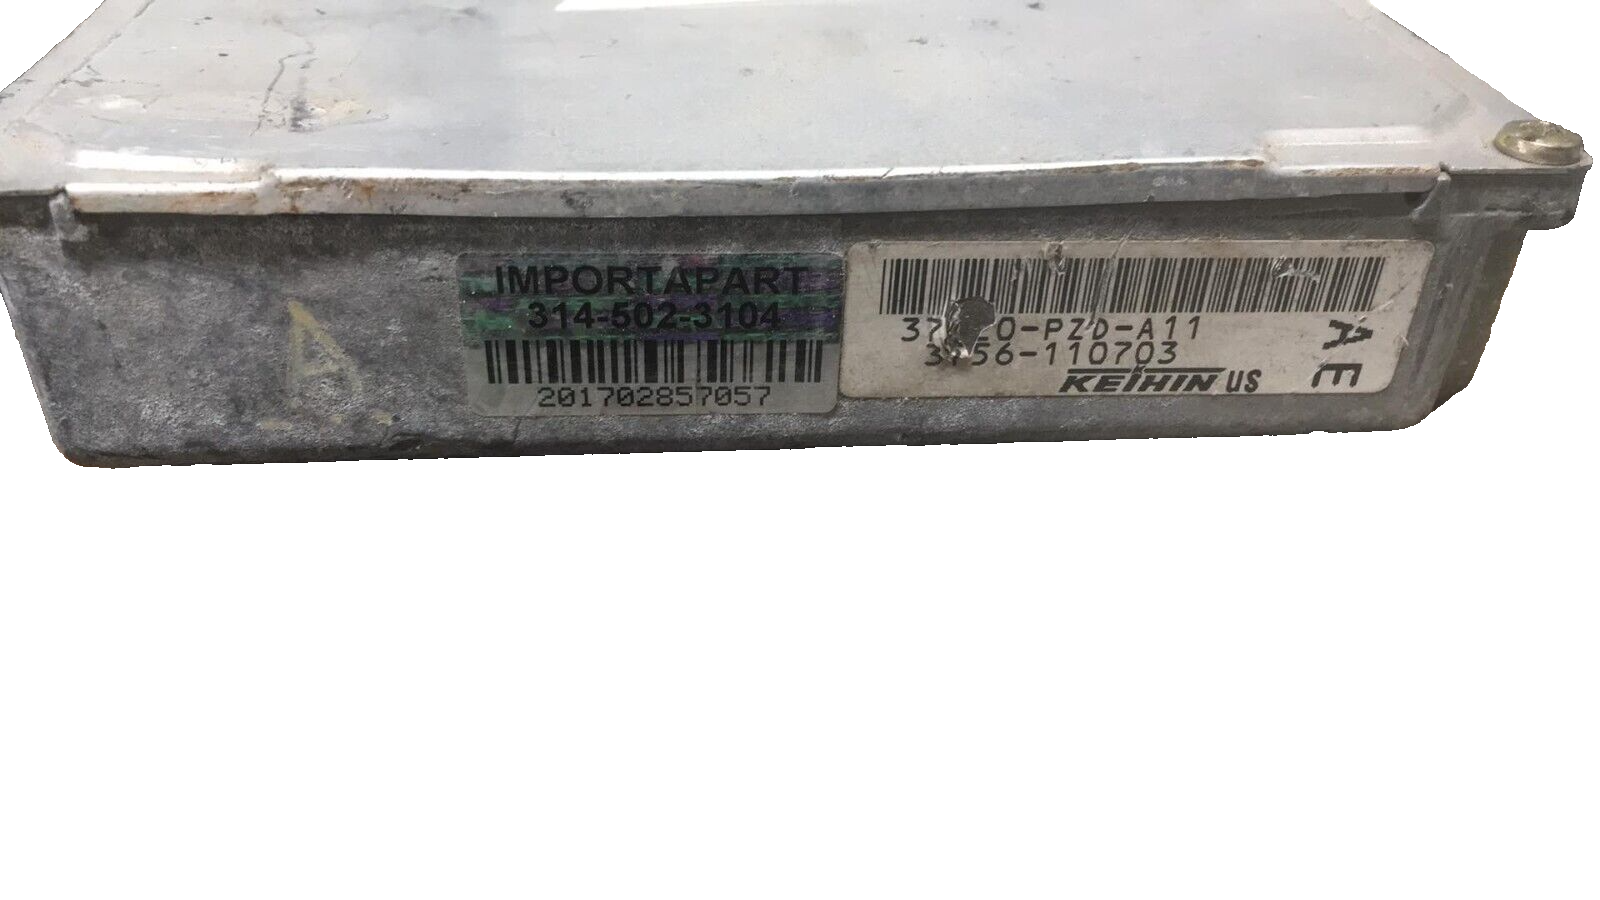 IMPORTAPART
314-502-3104
201702857057
-PZD-A11
-110703
KEIHIN US
A E